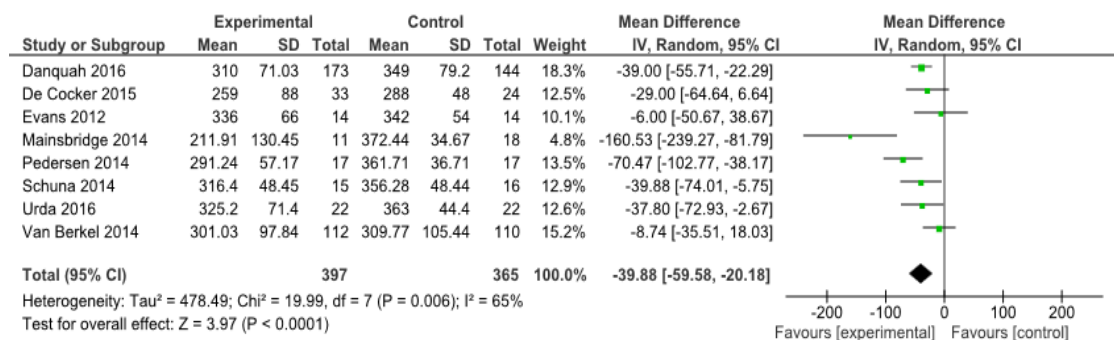 Experimental Control Mean Difference Mean Difference
Study or Subgroup Mean SD Total Mean SD Total Weight IV, Random, 95% CI IV, Random, 95% CI
Danquah 2016 310 71.03 173 349 79.2 144 18.3% -39.00 [-55.71, -22.29]
De Cocker 2015 259 88 33 288 48 24 12.5% -29.00 [-64.64, 6.64]
Evans 2012 336 66 14 342 54 14 10.1% -6.00 [-50.67, 38.67]
Mainsbridge 2014 211.91 130.45 11 372.44 34.67 18 4.8% -160.53 [-239.27, -81.79]
Pedersen 2014 291.24 57.17 17 361.71 36.71 17 13.5% -70.47 [-102.77, -38.17]
Schuna 2014 316.4 48.45 15 356.28 48.44 16 12.9% -39.88 [-74.01, -5.75]
Urda 2016 325.2 71.4 22 363 44.4 22 12.6% -37.80 [-72.93, -2.67]
Van Berkel 2014 301.03 97.84 112 309.77 105.44 110 15.2% -8.74 [-35.51, 18.03]
Total (95% CI) 397 365 100.0% -39.88 [-59.58, -20.18]
Heterogeneity: Tau² = 478.49; Chi² = 19.99, df = 7 (P = 0.006); I² = 65%
Test for overall effect: Z = 3.97 (P < 0.0001)
-200 -100 0 100 200
Favours [experimental] Favours [control]